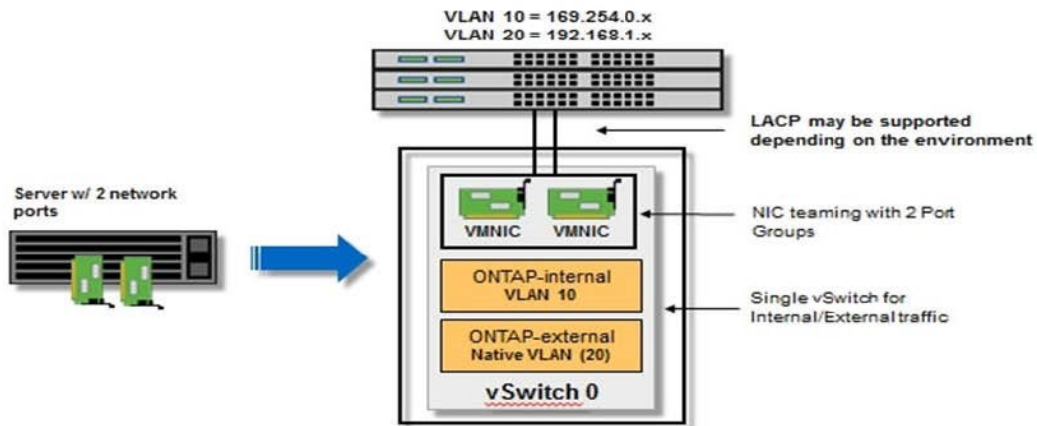 VLAN 10 = 169.254.0.x
VLAN 20 = 192.168.1.x
LACP may be supported
depending on the environment
Server w/ 2 network
ports
VMNIC
VMNIC
NIC teaming with 2 Port
Groups
ONTAP-internal
VLAN 10
Single vSwitch for
Internal/External traffic
ONTAP-external
Native VLAN (20)
vSwitch 0